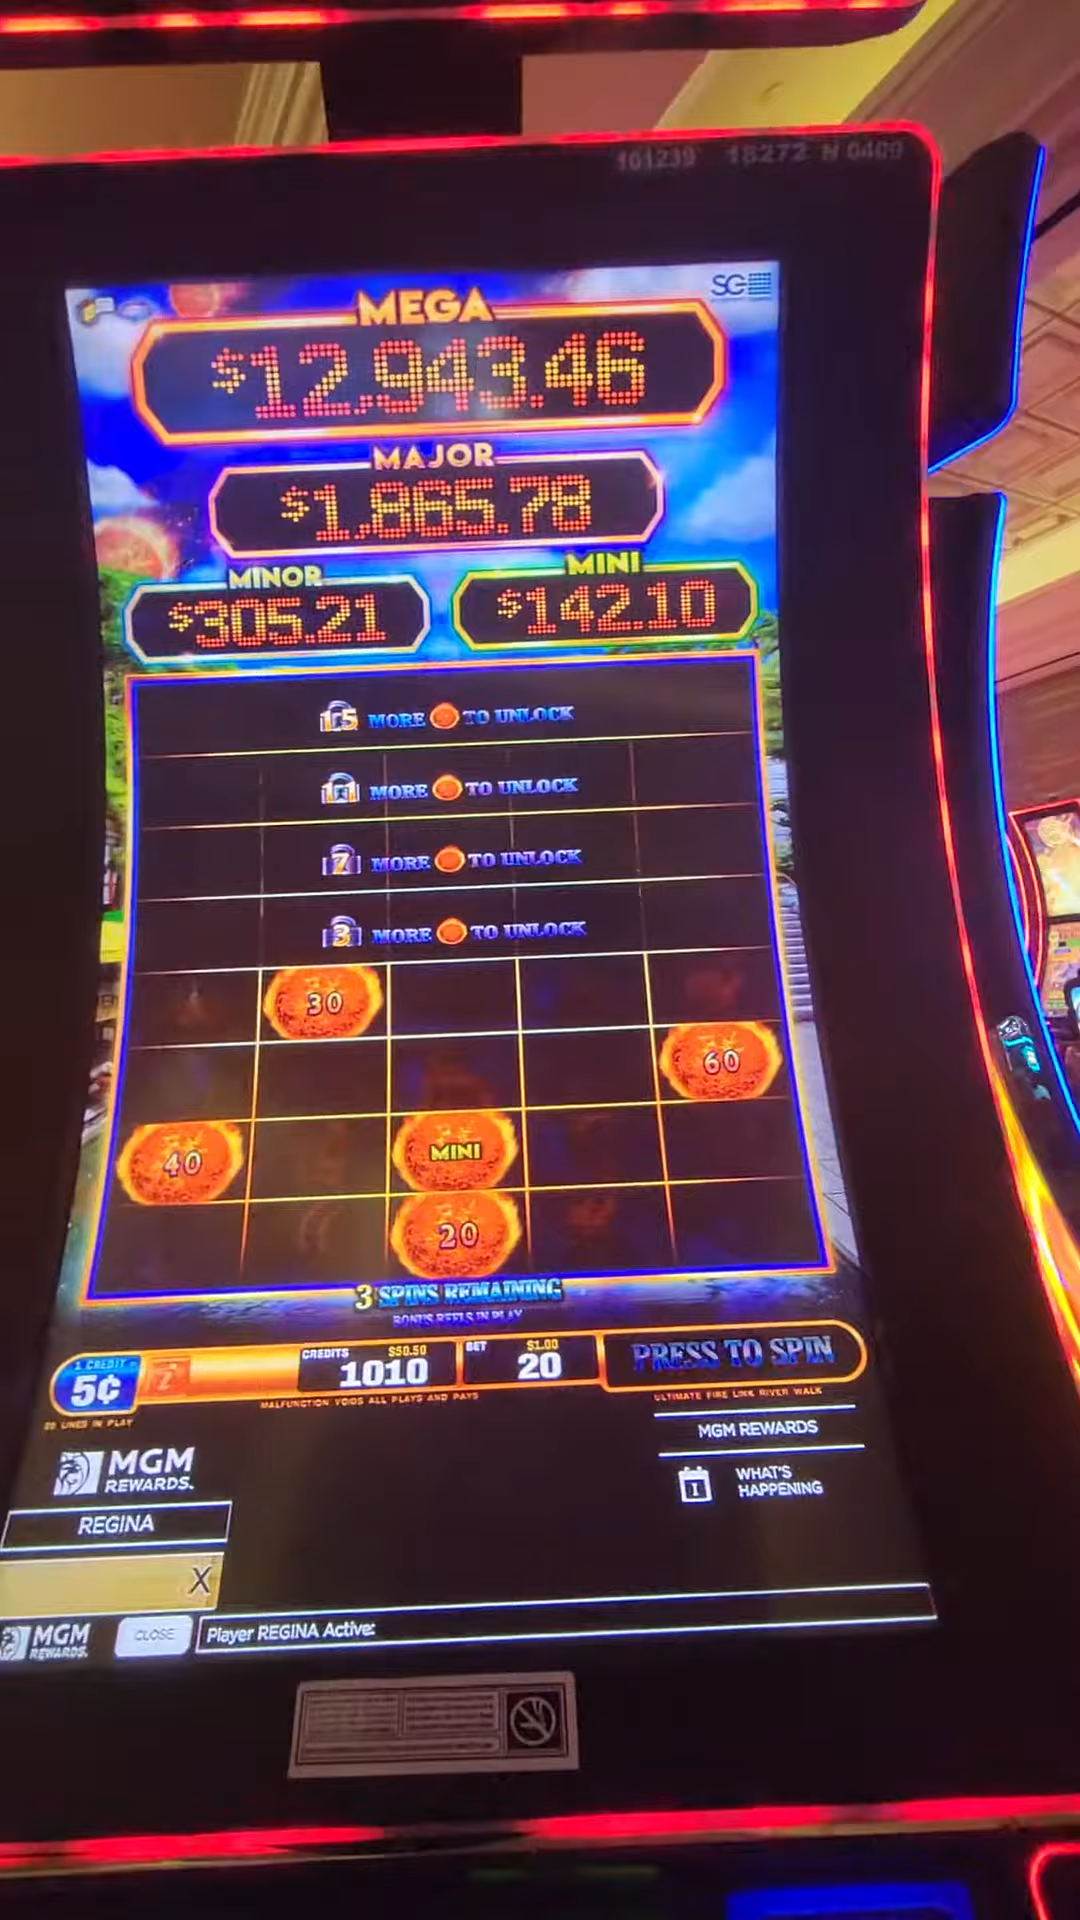 101239 18272 N 0409
SG
MEGA
$12,943.46
MAJOR
$1,865.78
MINOR
MINI
$305.21
$142.10
15 MORE TO UNLOCK
11 MORE TO UNLOCK
7 MORE TO UNLOCK
3 MORE TO UNLOCK
30
60
40
MINI
20
3 SPINS REMAINING
BONUS REELS IN PLAY
1 CREDIT =
5¢
20 LINES IN PLAY
CREDITS $50.50
1010
BET $1.00
20
PRESS TO SPIN
MALFUNCTION VOIDS ALL PLAYS AND PAYS
ULTIMATE FIRE LINK RIVER WALK
MGM
REWARDS.
MGM REWARDS
1
WHAT'S
HAPPENING
REGINA
X
MGM
REWARDS.
CLOSE
Player REGINA Active: